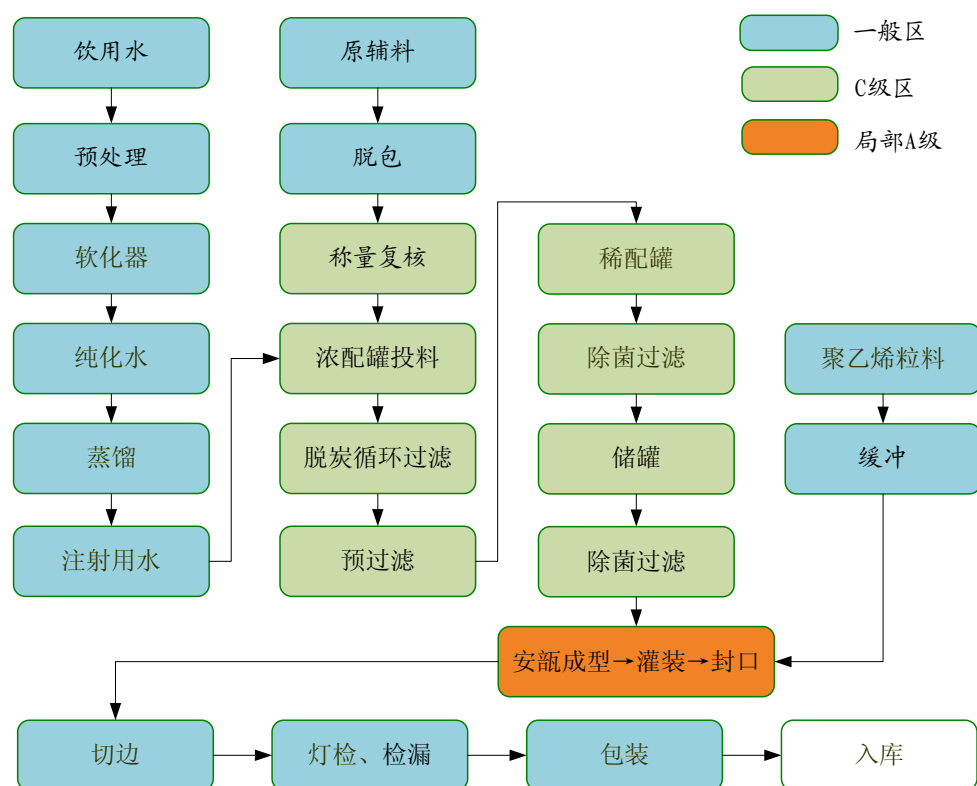 饮用水
原辅料
一般区
C级区
局部A级
预处理
脱包
软化器
称量复核
稀配罐
纯化水
浓配罐投料
除菌过滤
聚乙烯粒料
蒸馏
脱炭循环过滤
储罐
缓冲
注射用水
预过滤
除菌过滤
安瓿成型→灌装→封口
切边
灯检、检漏
包装
入库